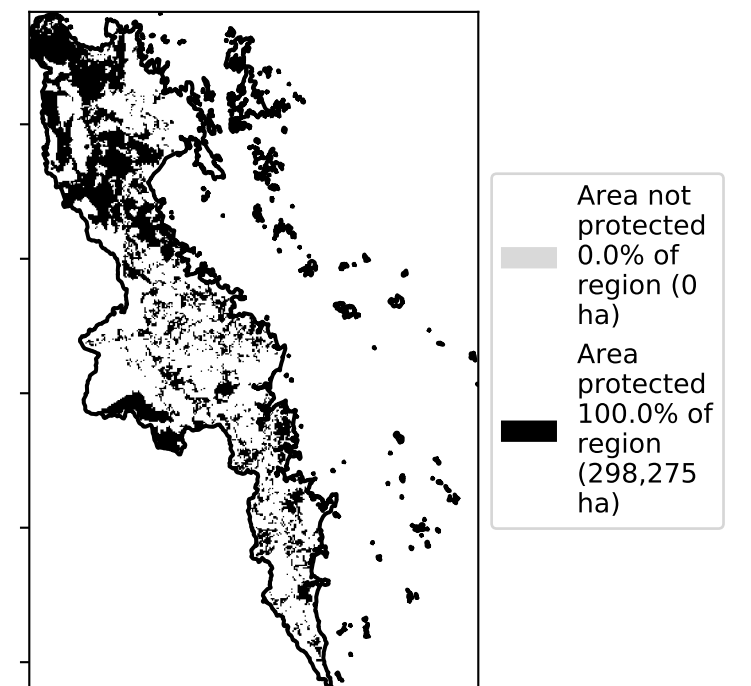 Area not
protected
0.0% of
region (0
ha)
Area
protected
100.0% of
region
(298,275
ha)